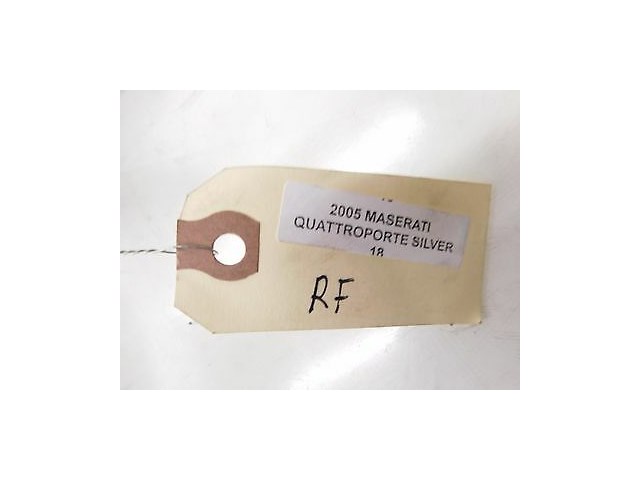 2005 MASERATI
QUATTROPORTE SILVER
18
RF